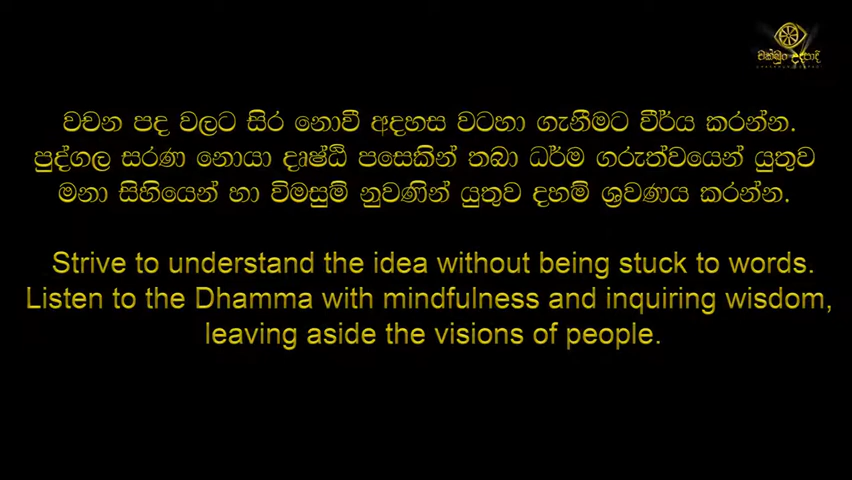 චක්ඛුං උදපාදි
වචන පද වලට සිර නොවී අදහස වටහා ගැනීමට වීර්ය කරන්න.
පුද්ගල සරණ නොයා දෘෂ්ඨි පසෙකින් තබා ධර්ම ගරුත්වයෙන් යුතුව
මනා සිහියෙන් හා විමසුම් නුවණින් යුතුව දහම් ශ්‍රවණය කරන්න.
Strive to understand the idea without being stuck to words.
Listen to the Dhamma with mindfulness and inquiring wisdom,
leaving aside the visions of people.